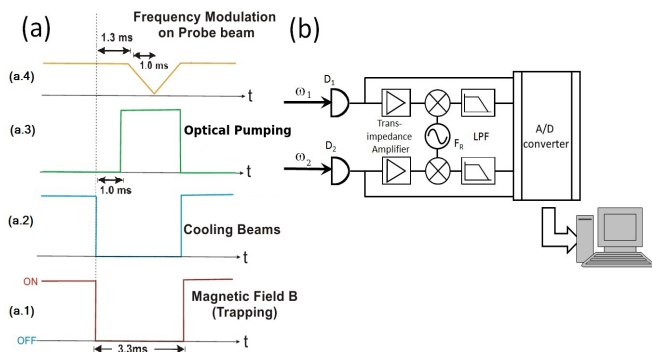 (a)
Frequency Modulation
on Probe beam
1.3 ms
1.0 ms
(a.4)
t
(a.3)
Optical Pumping
t
1.0 ms
(a.2)
Cooling Beams
t
ON
(a.1)
Magnetic Field B
(Trapping)
OFF
t
3.3ms
(b)
D₁
ω₁
Trans-
impedance
Amplifier
F_R
LPF
A/D
converter
D₂
ω₂